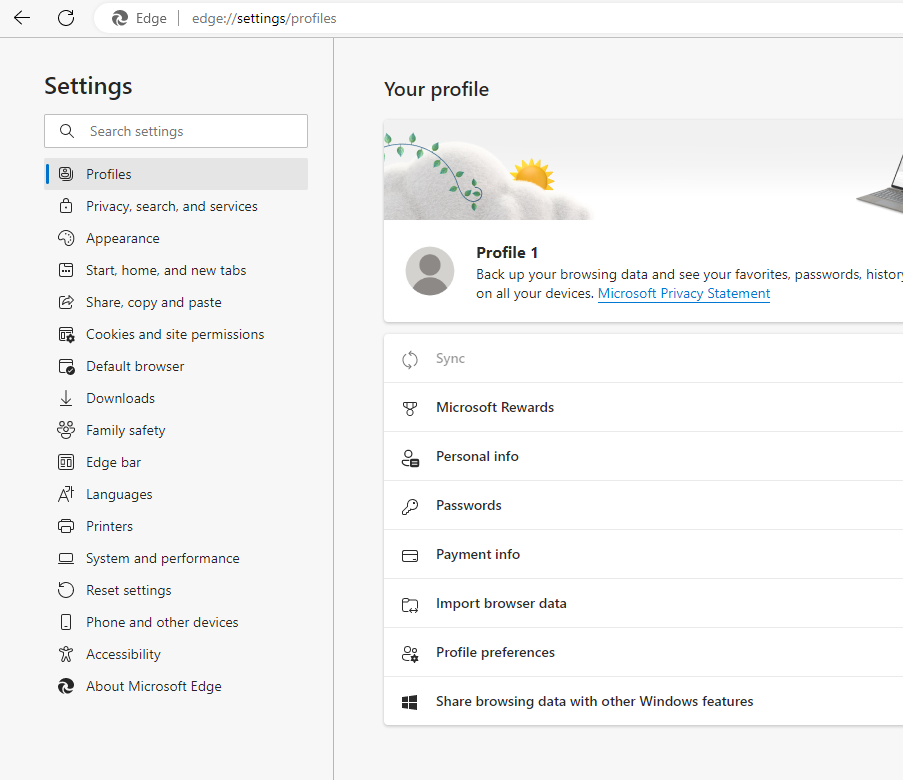 Edge
edge://settings/profiles
Settings
Search settings
Profiles
Privacy, search, and services
Appearance
Start, home, and new tabs
Share, copy and paste
Cookies and site permissions
Default browser
Downloads
Family safety
Edge bar
Languages
Printers
System and performance
Reset settings
Phone and other devices
Accessibility
About Microsoft Edge
Your profile
Profile 1
Back up your browsing data and see your favorites, passwords, history
on all your devices. Microsoft Privacy Statement
Sync
Microsoft Rewards
Personal info
Passwords
Payment info
Import browser data
Profile preferences
Share browsing data with other Windows features